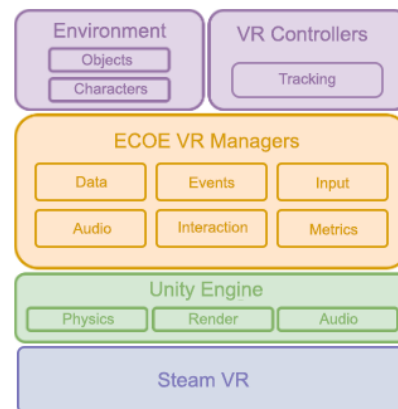 Environment
Objects
Characters
VR Controllers
Tracking
ECOE VR Managers
Data Events Input
Audio Interaction Metrics
Unity Engine
Physics Render Audio
Steam VR